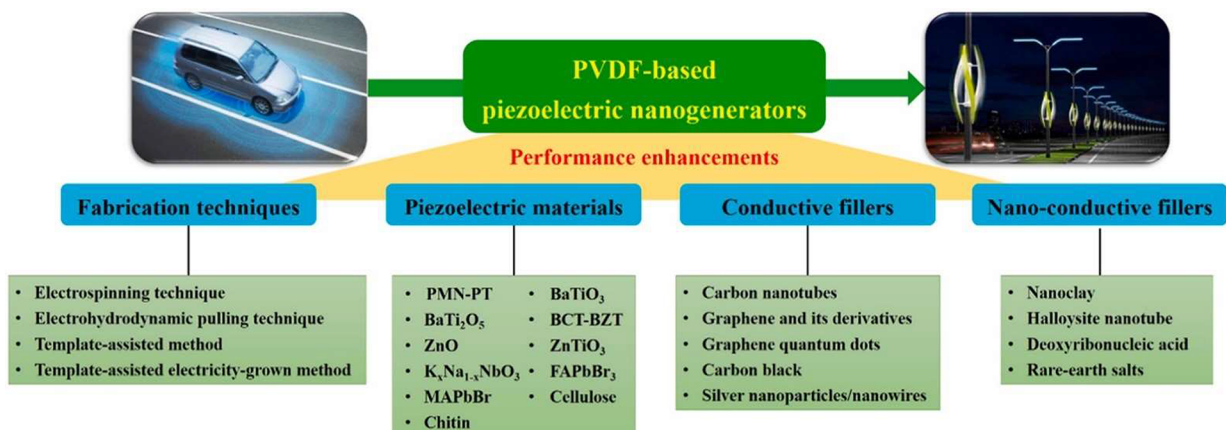 PVDF-based
piezoelectric nanogenerators
Performance enhancements
Fabrication techniques
• Electrospinning technique
• Electrohydrodynamic pulling technique
• Template-assisted method
• Template-assisted electricity-grown method
Piezoelectric materials
• PMN-PT • BaTiO₃
• BaTi₂O₅ • BCT-BZT
• ZnO • ZnTiO₃
• KₓNa₁₋ₓNbO₃ • FAPbBr₃
• MAPbBr • Cellulose
• Chitin
Conductive fillers
• Carbon nanotubes
• Graphene and its derivatives
• Graphene quantum dots
• Carbon black
• Silver nanoparticles/nanowires
Nano-conductive fillers
• Nanoclay
• Halloysite nanotube
• Deoxyribonucleic acid
• Rare-earth salts